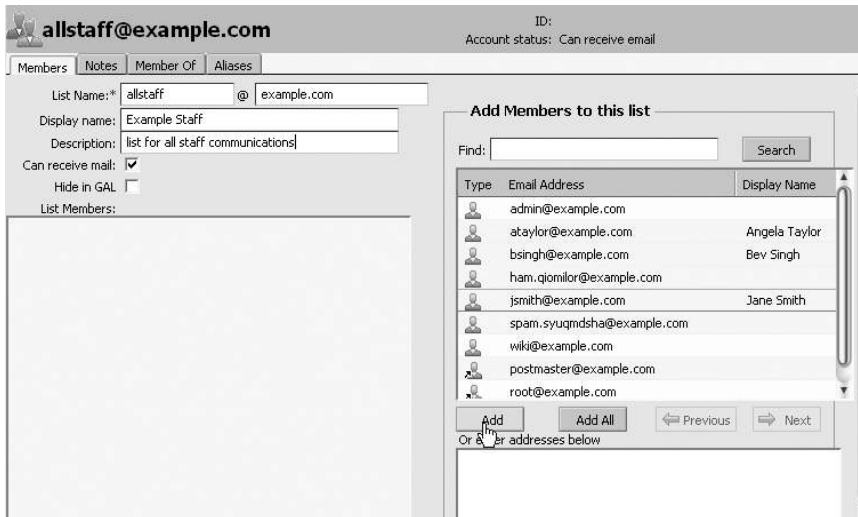 allstaff@example.com
ID:
Account status: Can receive email
Members Notes Member Of Aliases
List Name:* allstaff @ example.com
Display name: Example Staff
Description: list for all staff communications
Can receive mail:
Hide in GAL
List Members:
Add Members to this list
Find: Search
Type Email Address Display Name
admin@example.com
ataylor@example.com Angela Taylor
bsingh@example.com Bev Singh
ham.qiomilor@example.com
jsmith@example.com Jane Smith
spam.syuqmdsha@example.com
wiki@example.com
postmaster@example.com
root@example.com
Add Add All Previous Next
Or addresses below